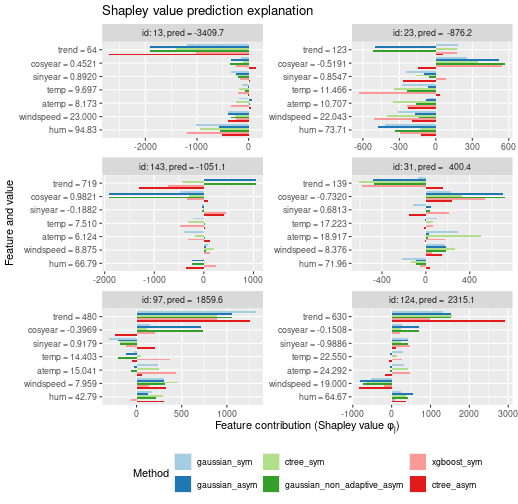 Shapley value prediction explanation
id: 13, pred = -3409.7
id: 23, pred = -876.2
trend = 64
cosyear = 0.4521
sinyear = 0.8920
temp = 9.697
atemp = 8.173
windspeed = 23.000
hum = 94.83
trend = 123
cosyear = -0.5191
sinyear = 0.8547
temp = 11.466
atemp = 10.707
windspeed = 22.043
hum = 73.71
-2000 -1000 0
-600 -300 0 300 600
id: 143, pred = -1051.1
id: 31, pred = 400.4
trend = 719
cosyear = 0.9821
sinyear = -0.1882
temp = 7.510
atemp = 6.124
windspeed = 8.875
hum = 66.79
trend = 139
cosyear = -0.7320
sinyear = 0.6813
temp = 17.223
atemp = 18.917
windspeed = 8.376
hum = 71.96
-2000 -1000 0 1000
-400 0 400
id: 97, pred = 1859.6
id: 124, pred = 2315.1
trend = 480
cosyear = -0.3969
sinyear = 0.9179
temp = 14.403
atemp = 15.041
windspeed = 7.959
hum = 42.79
trend = 630
cosyear = -0.1508
sinyear = -0.9886
temp = 22.550
atemp = 24.292
windspeed = 19.000
hum = 64.67
0 500 1000
-1000 0 1000 2000 3000
Feature and value
Feature contribution (Shapley value φj)
Method
gaussian_sym
ctree_sym
xgboost_sym
gaussian_asym
gaussian_non_adaptive_asym
ctree_asym